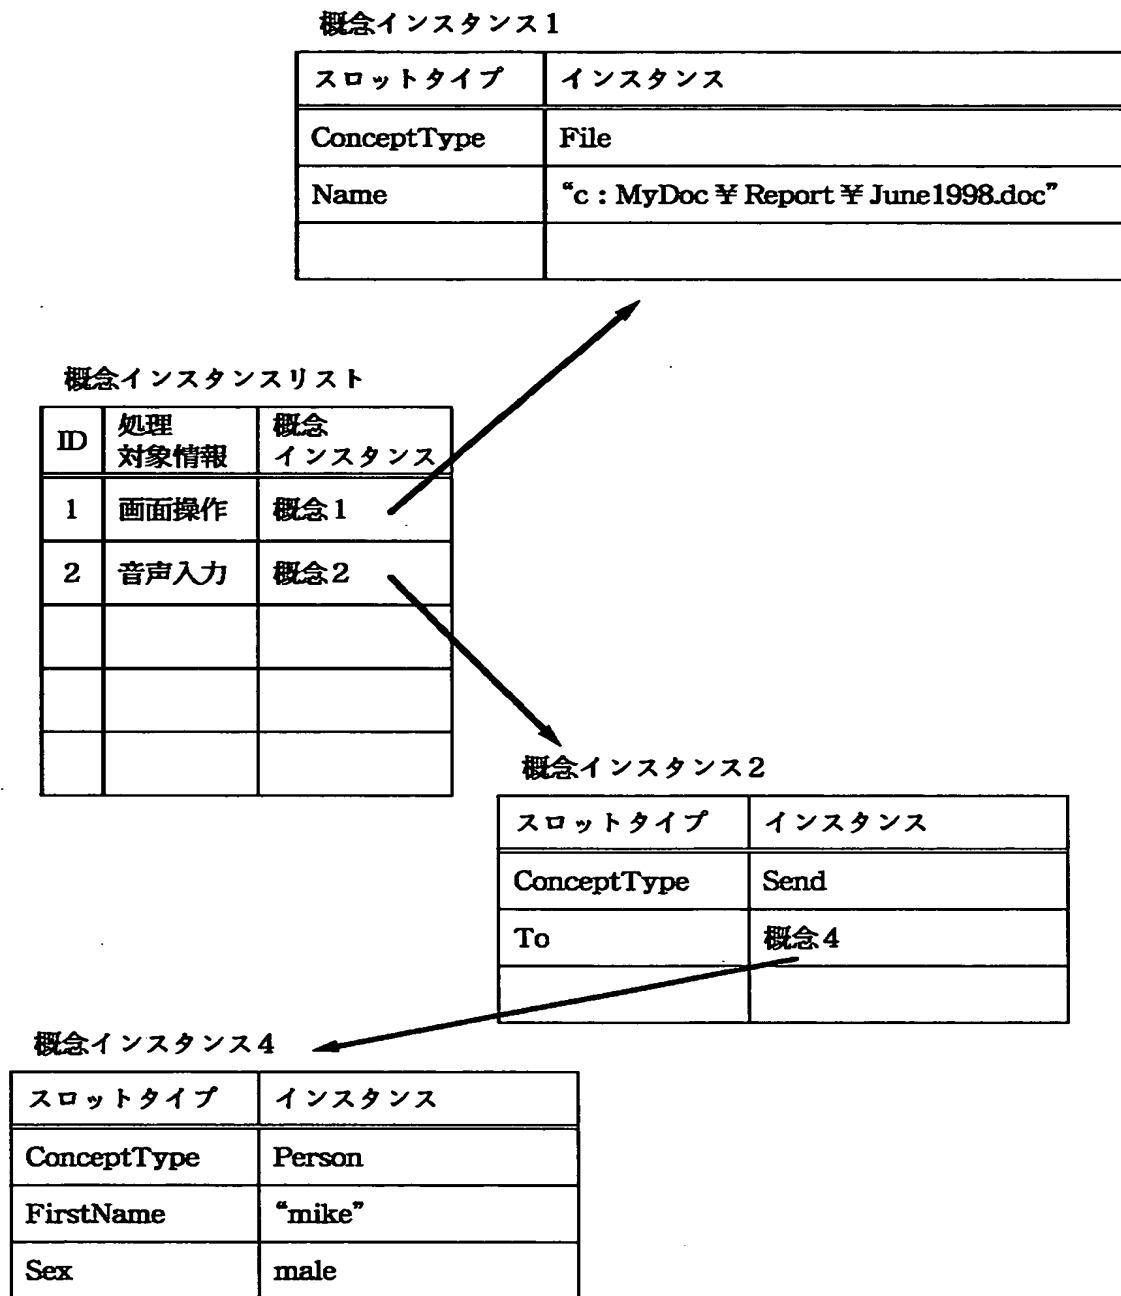 概念インスタンス1
スロットタイプ インスタンス
ConceptType File
Name “c : MyDoc ¥ Report ¥ June1998.doc”
概念インスタンスリスト
ID 処理対象情報 概念インスタンス
1 画面操作 概念1
2 音声入力 概念2
概念インスタンス2
スロットタイプ インスタンス
ConceptType Send
To 概念4
概念インスタンス4
スロットタイプ インスタンス
ConceptType Person
FirstName “mike”
Sex male